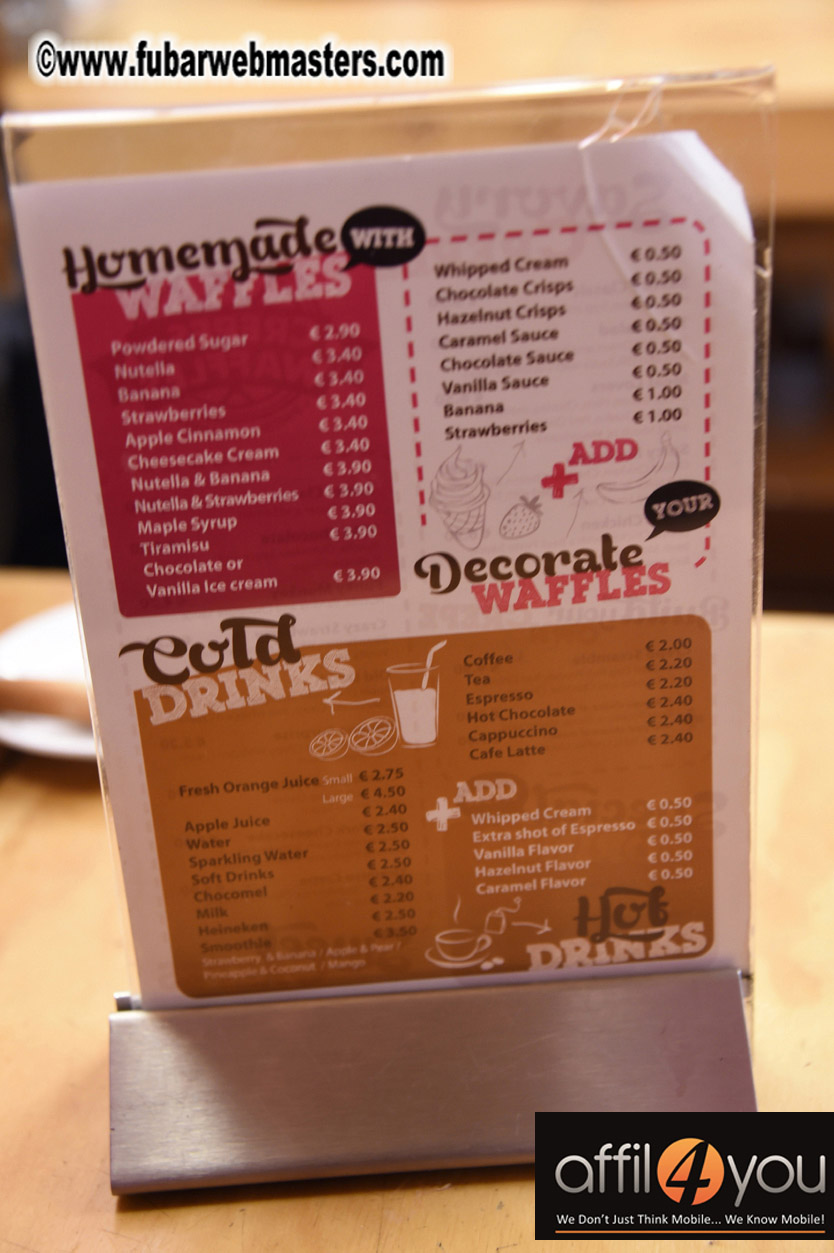 ©www.fubarwebmasters.com
Homemade WITH
WAFFLES
Powdered Sugar € 2.90
Nutella € 3.40
Banana € 3.40
Strawberries € 3.40
Apple Cinnamon € 3.40
Cheesecake Cream € 3.40
Nutella & Banana € 3.90
Nutella & Strawberries € 3.90
Maple Syrup € 3.90
Tiramisu € 3.90
Chocolate or
Vanilla Ice cream € 3.90
Whipped Cream € 0.50
Chocolate Crisps € 0.50
Hazelnut Crisps € 0.50
Caramel Sauce € 0.50
Chocolate Sauce € 0.50
Vanilla Sauce € 0.50
Banana € 1.00
Strawberries € 1.00
+ ADD
YOUR
Decorate
WAFFLES
Cold
DRINKS
Fresh Orange Juice Small € 2.75
Large € 4.50
Apple Juice € 2.40
Water € 2.50
Sparkling Water € 2.50
Soft Drinks € 2.50
Chocomel € 2.40
Milk € 2.20
Heineken € 2.50
Smoothie € 3.50
Strawberry, & Banana / Apple & Pear /
Pineapple & Coconut / Mango
Coffee € 2.00
Tea € 2.20
Espresso € 2.20
Hot Chocolate € 2.40
Cappuccino € 2.40
Cafe Latte € 2.40
+ ADD
Whipped Cream € 0.50
Extra shot of Espresso € 0.50
Vanilla Flavor € 0.50
Hazelnut Flavor € 0.50
Caramel Flavor € 0.50
Hot
DRINKS
affil4you
We Don't Just Think Mobile... We Know Mobile!